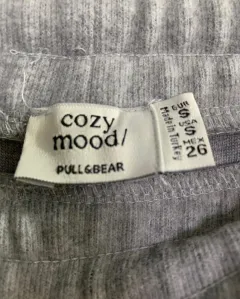 cozy
mood/
PULL&BEAR
EUR S
USA S
MEX 26
Made in Turkey